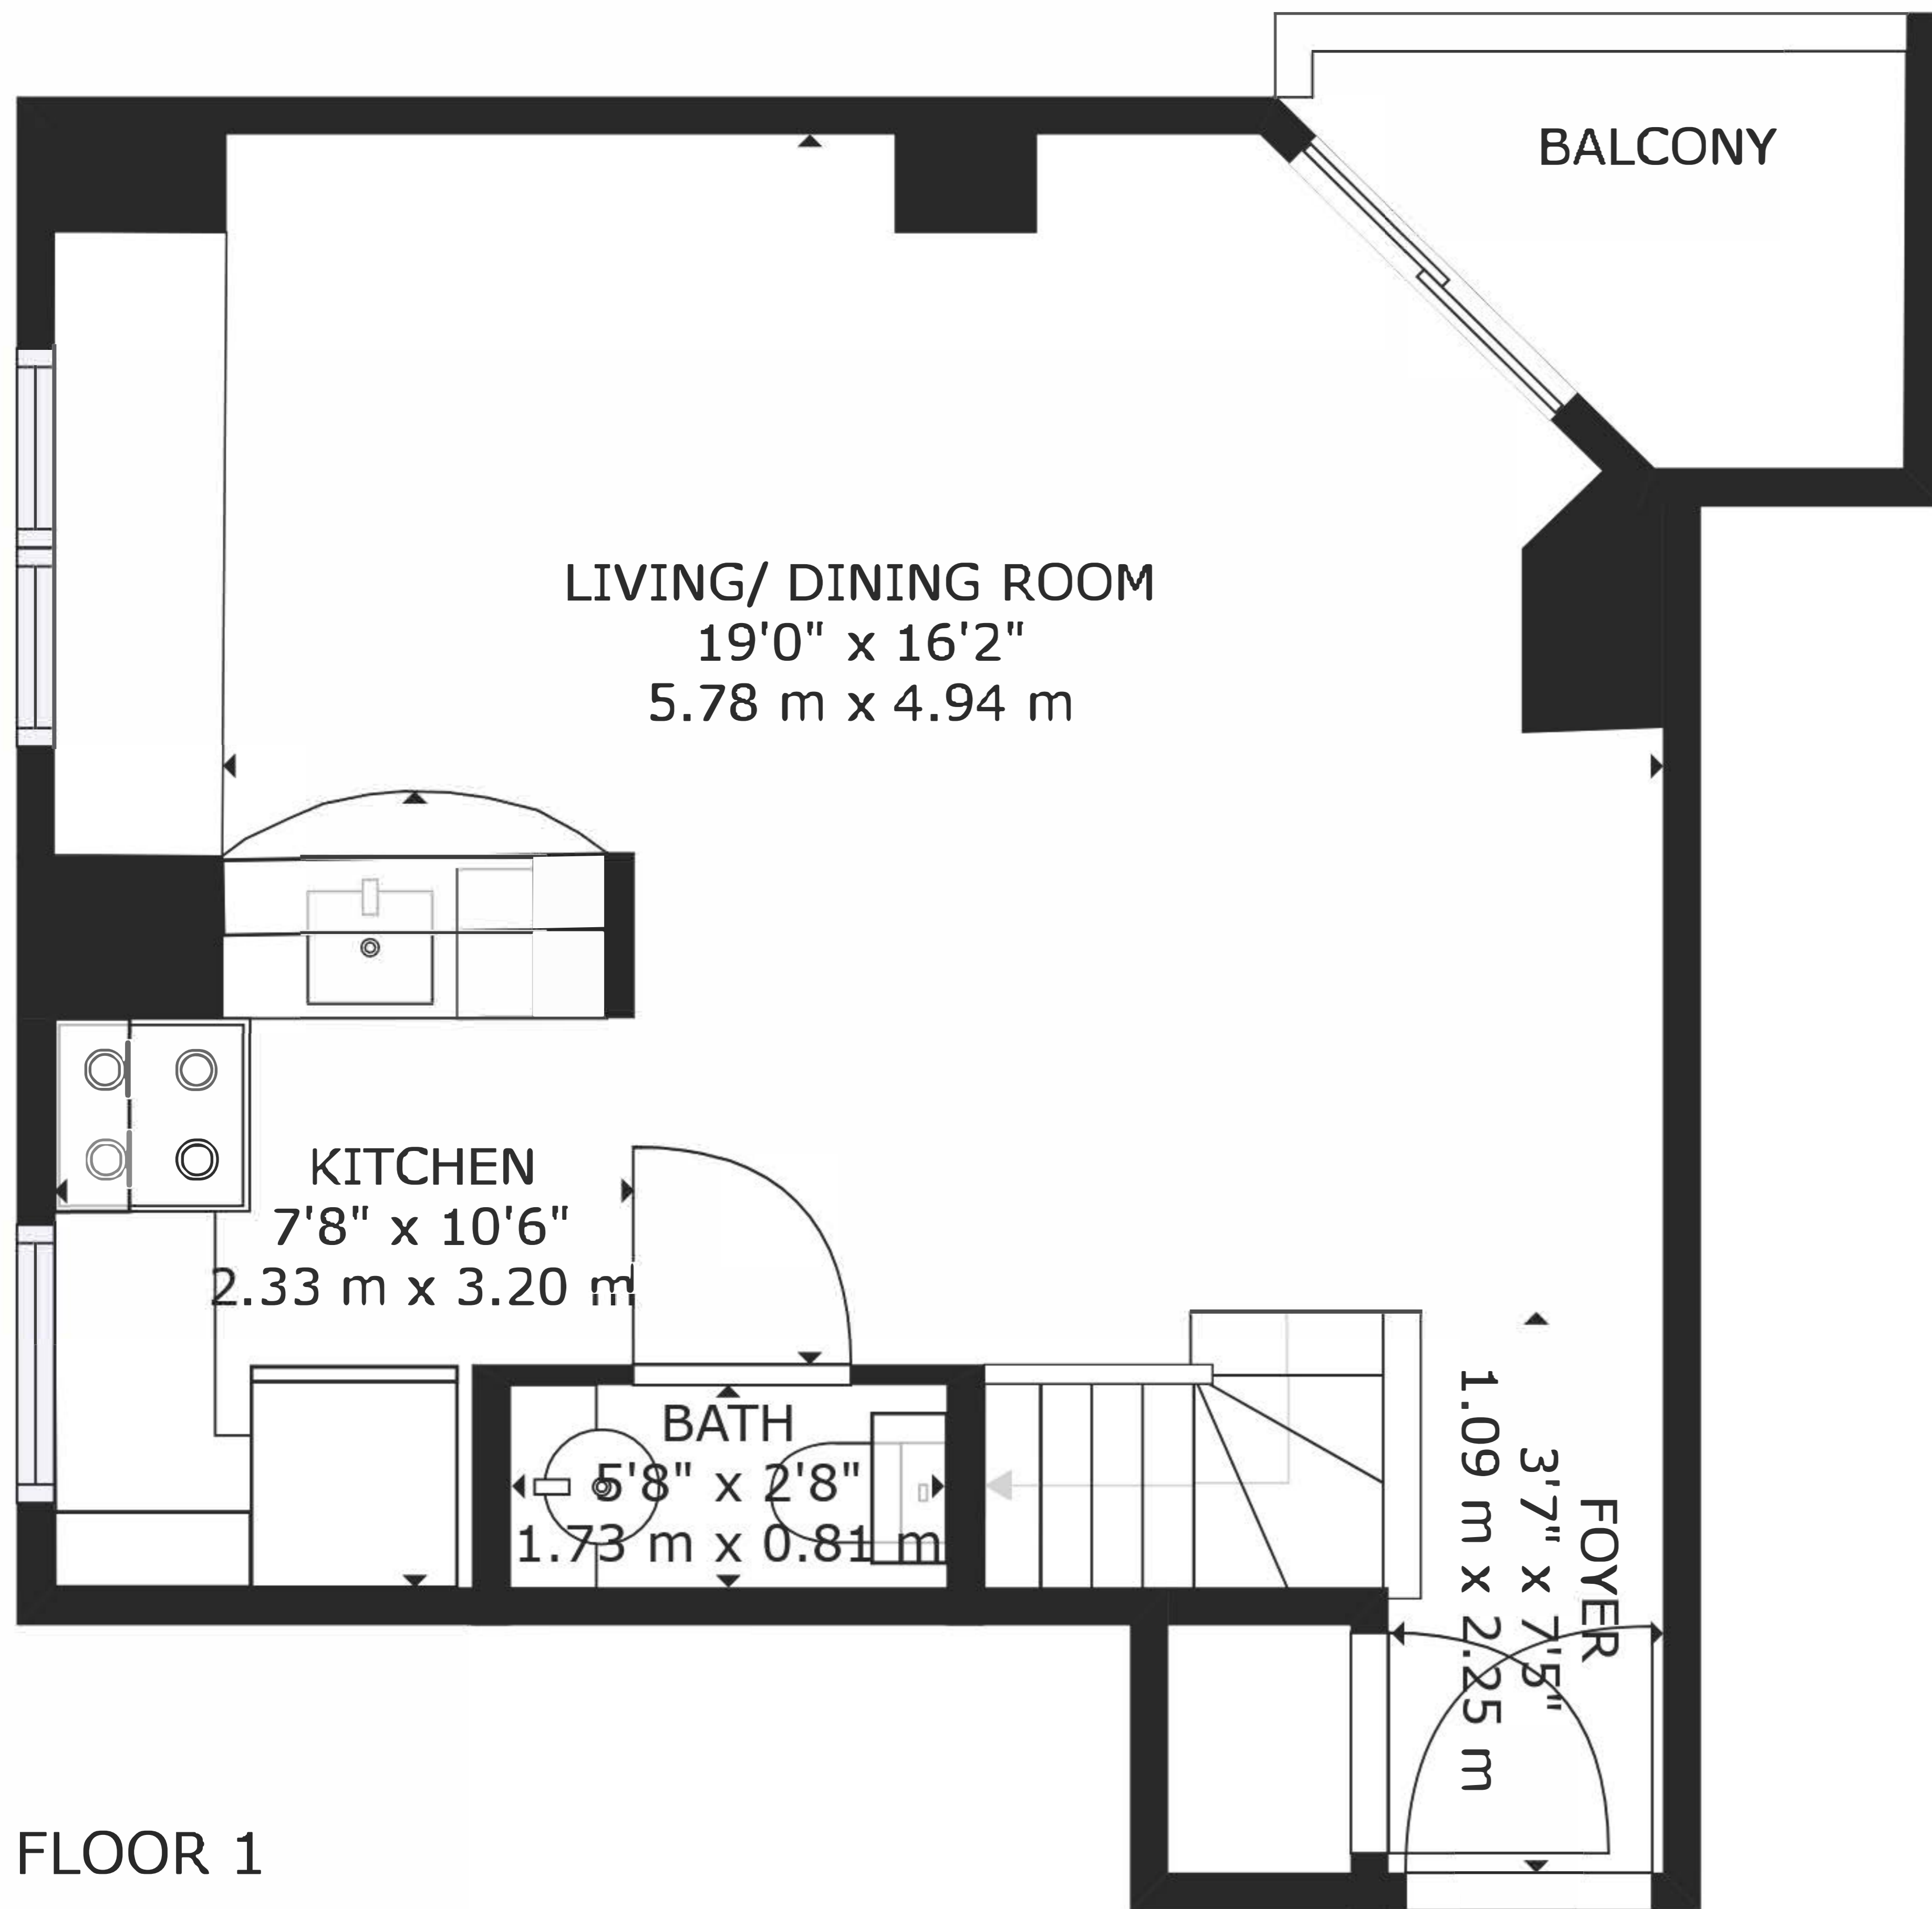 BALCONY
LIVING/ DINING ROOM
19'0" x 16'2"
5.78 m x 4.94 m
KITCHEN
7'8" x 10'6"
2.33 m x 3.20 m
BATH
5'8" x 2'8"
1.73 m x 0.81 m
FOYER
3'7" x 7'5"
1.09 m x 2.25 m
FLOOR 1